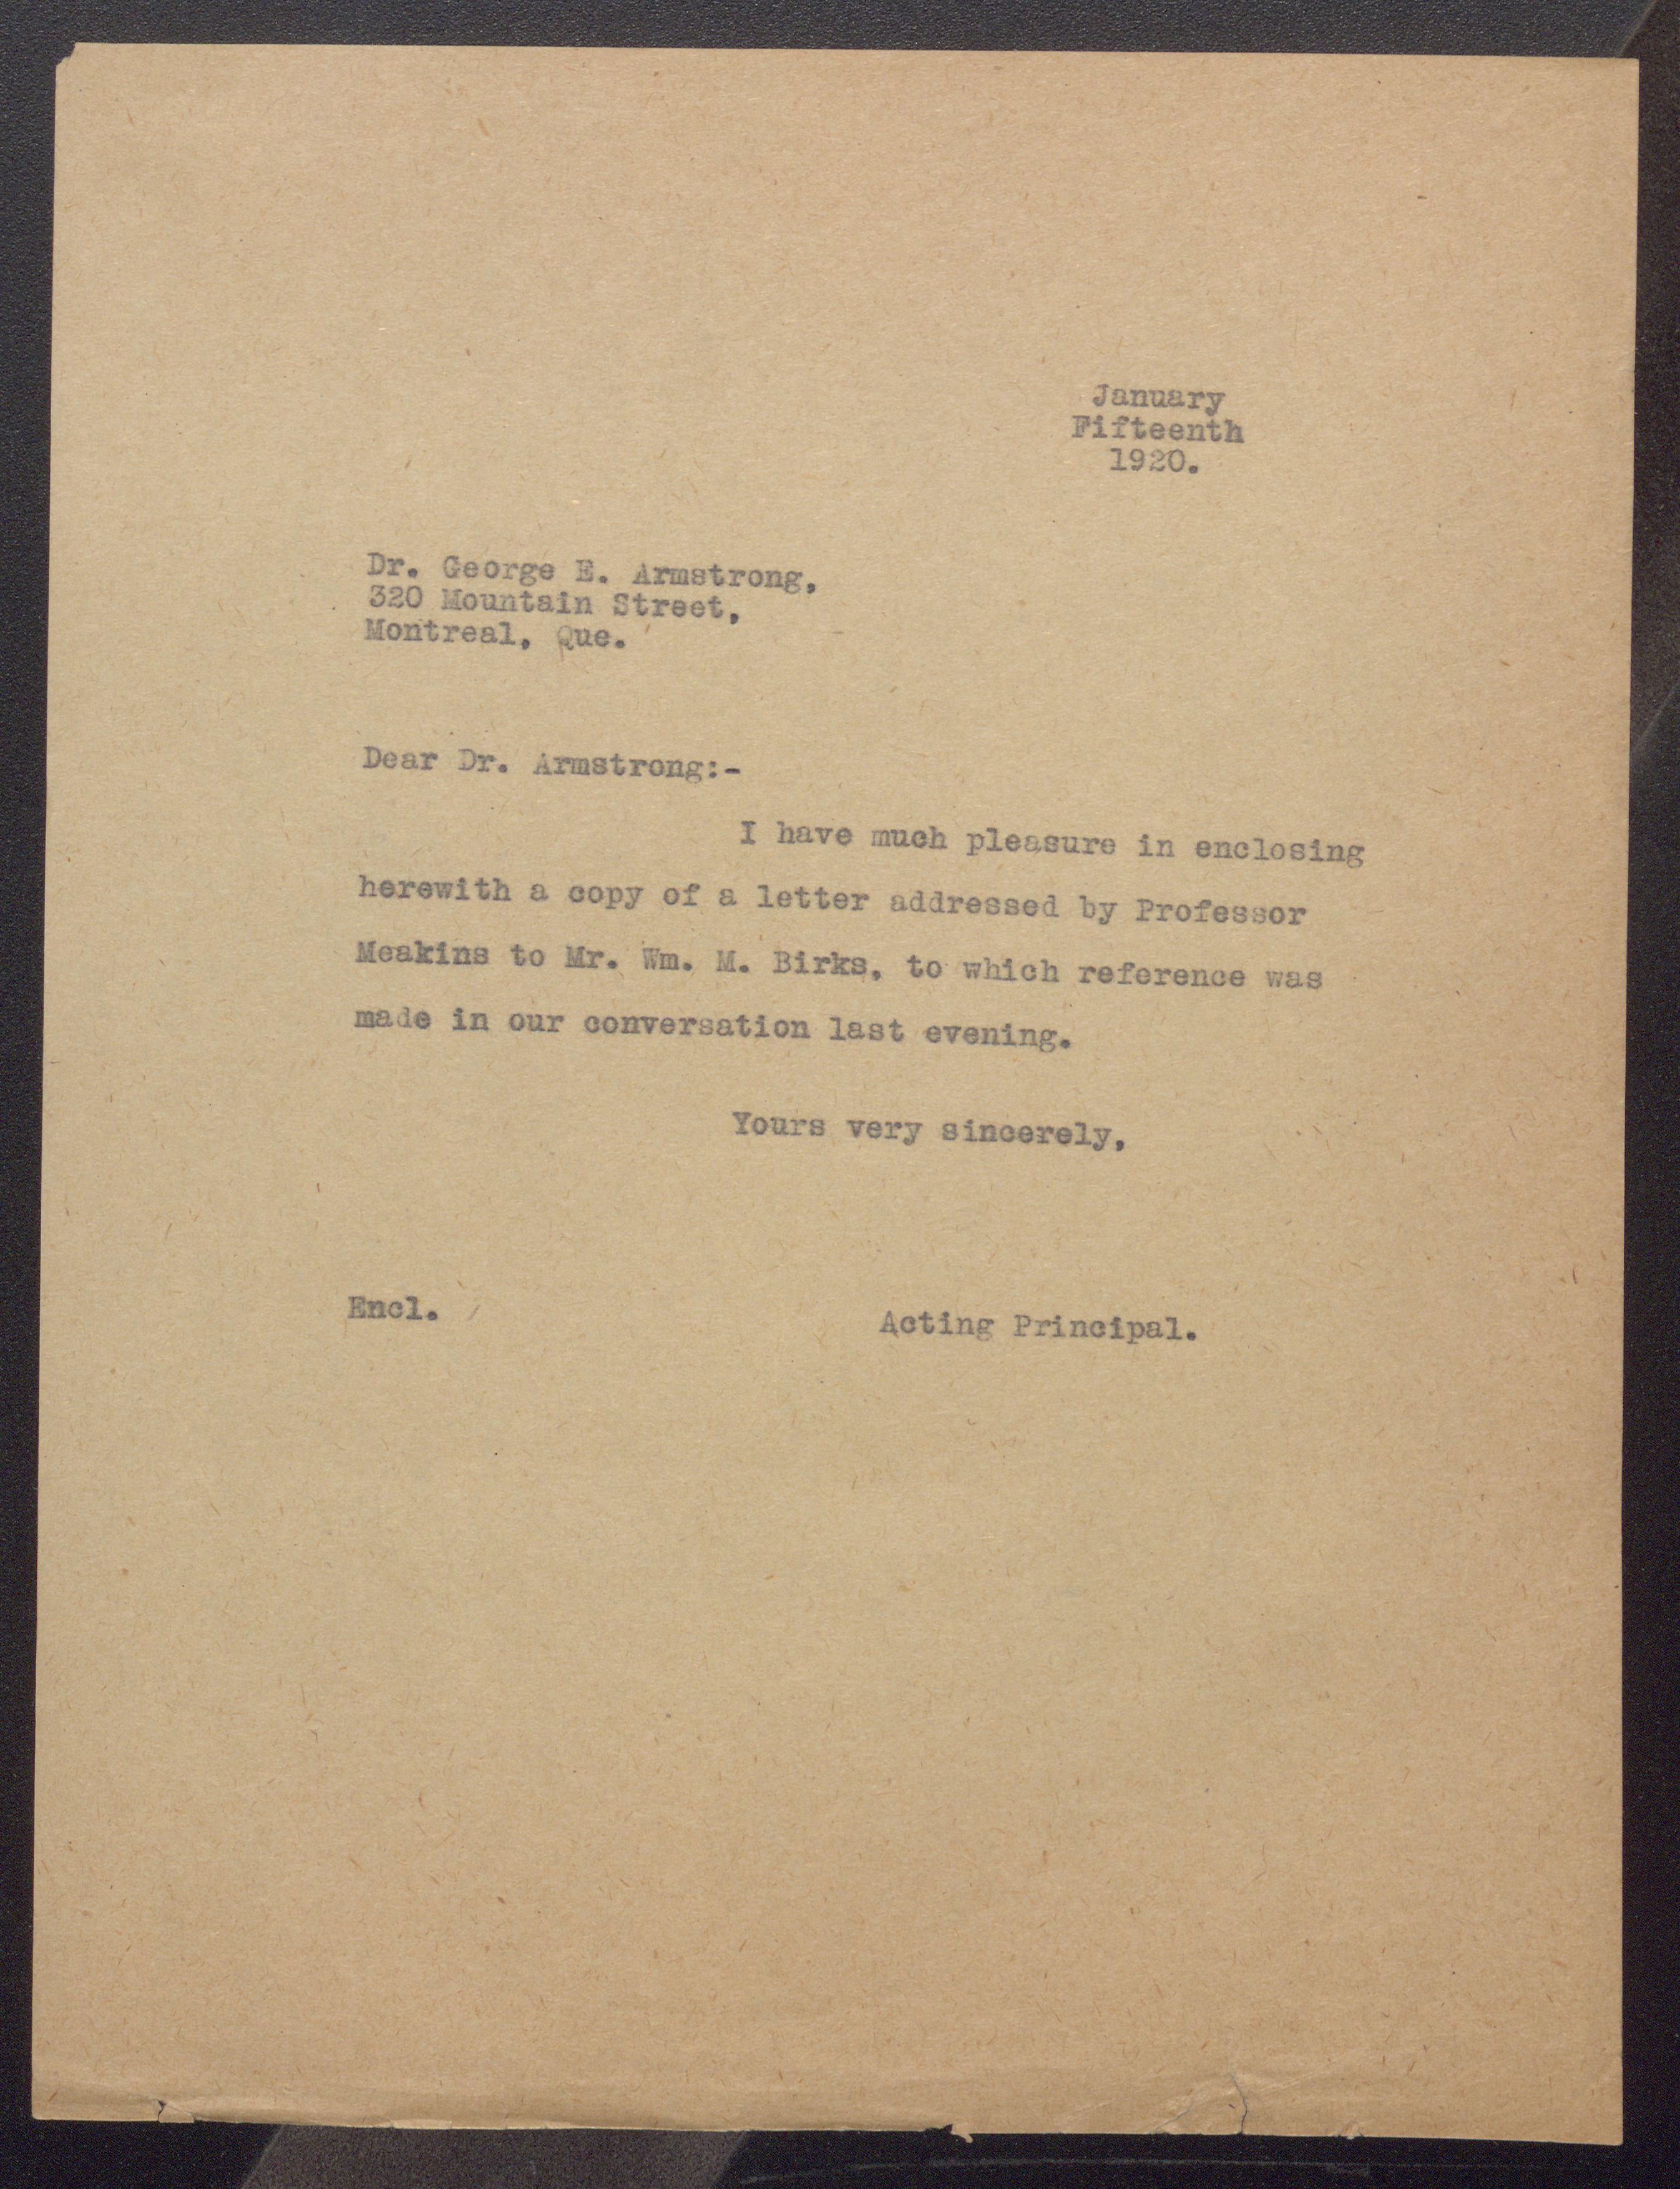 January
Fifteenth
1920.
Dr. George E. Armstrong,
320 Mountain Street,
Montreal, Que.
Dear Dr. Armstrong:-
I have much pleasure in enclosing
herewith a copy of a letter addressed by Professor
Meakins to Mr. Wm. M. Birks, to which reference was
made in our conversation last evening.
Yours very sincerely,
Encl.
Acting Principal.